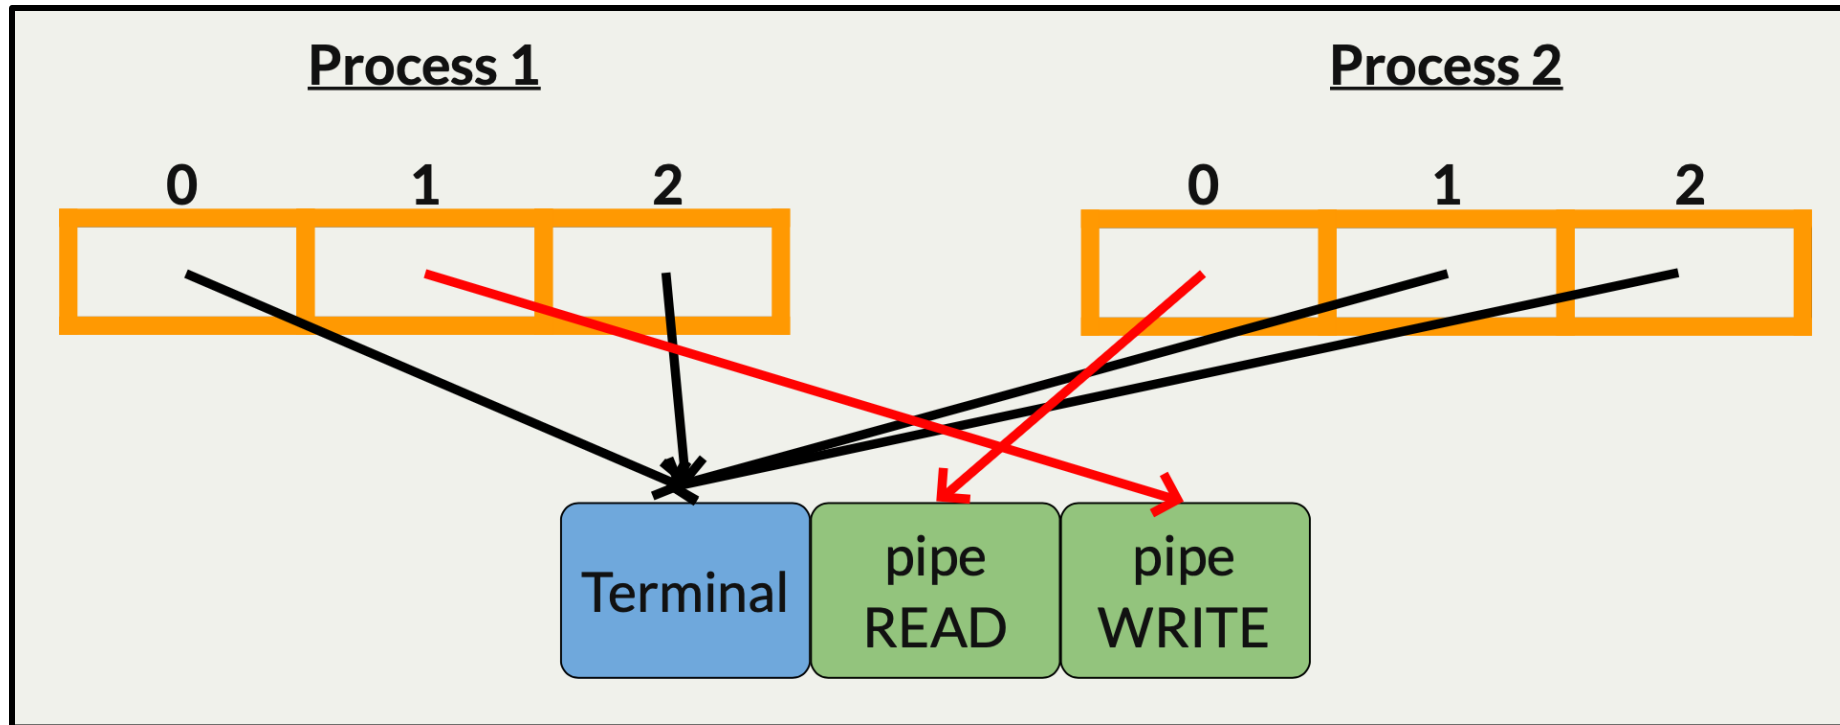 Process 1
Process 2
0 1 2
0 1 2
Terminal
pipe
READ
pipe
WRITE